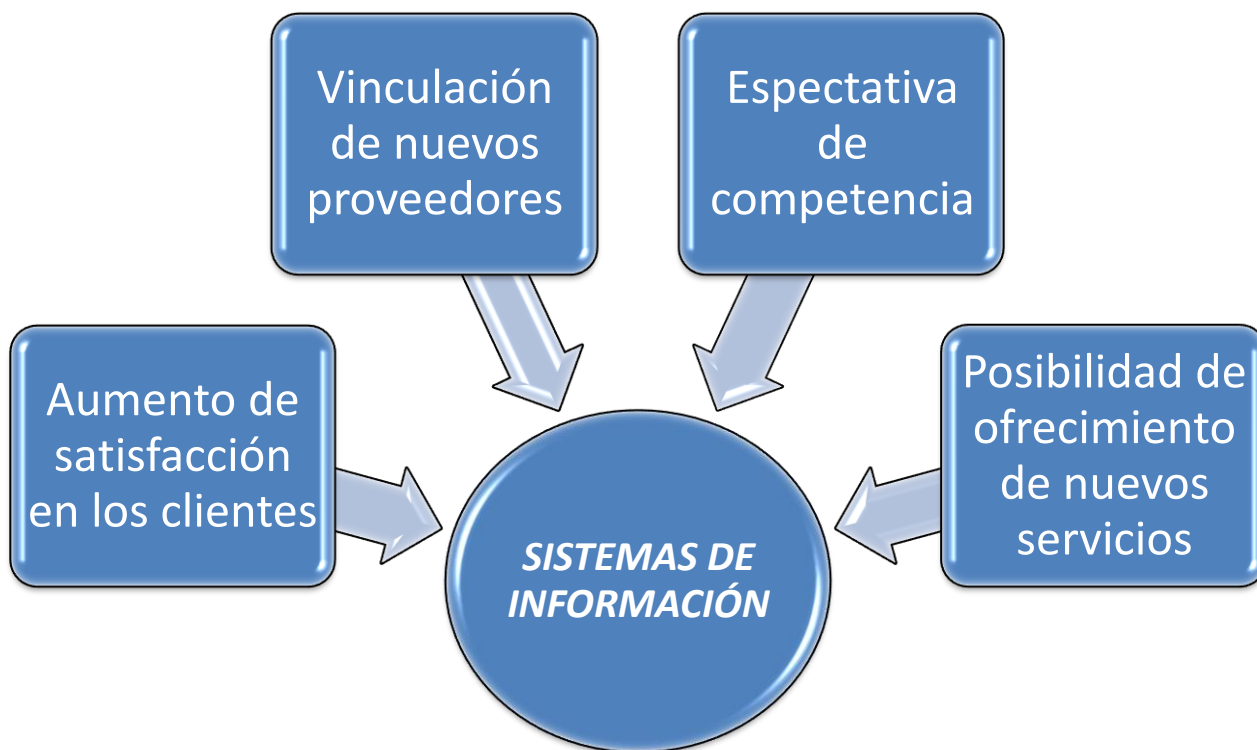 Vinculación
de nuevos
proveedores
Espectativa
de
competencia
Aumento de
satisfacción
en los clientes
Posibilidad de
ofrecimiento
de nuevos
servicios
SISTEMAS DE
INFORMACIÓN